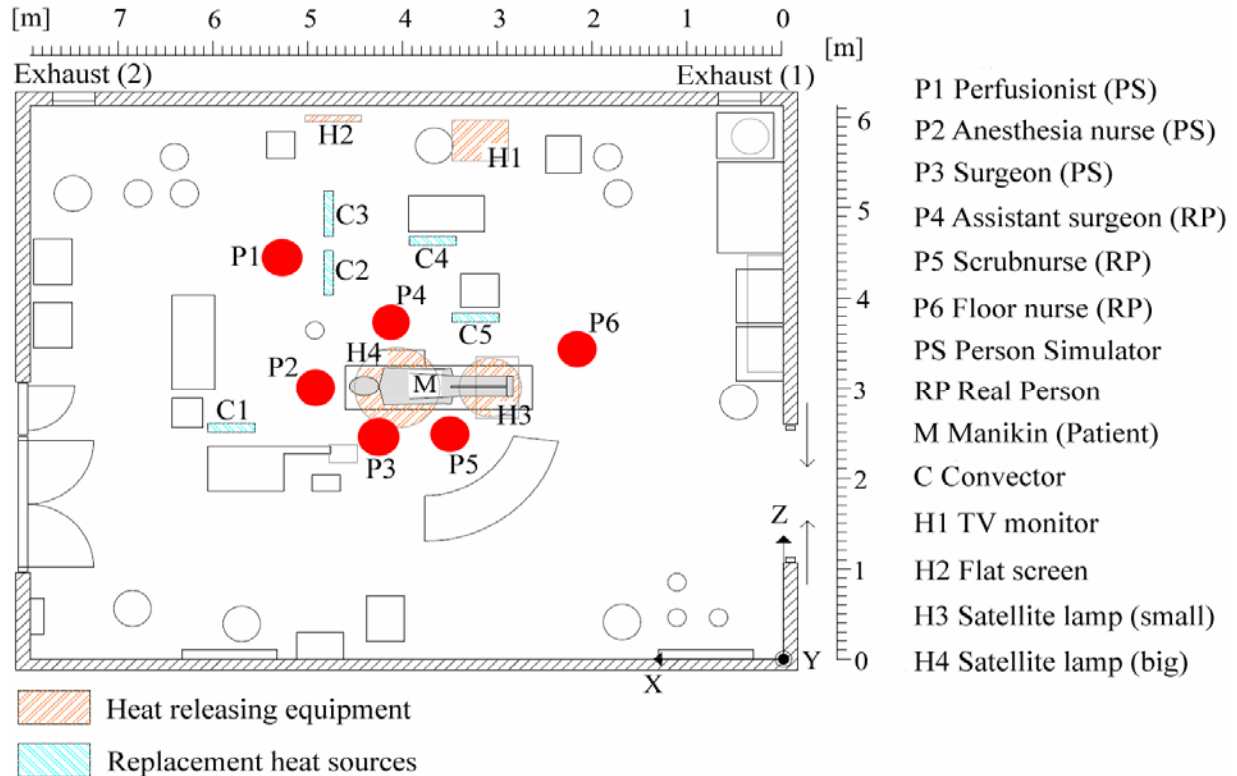 [m] 7 6 5 4 3 2 1 0
[m]
Exhaust (2) Exhaust (1)
P1 Perfusionist (PS)
P2 Anesthesia nurse (PS)
P3 Surgeon (PS)
P4 Assistant surgeon (RP)
P5 Scrubnurse (RP)
P6 Floor nurse (RP)
PS Person Simulator
RP Real Person
M Manikin (Patient)
C Convector
H1 TV monitor
H2 Flat screen
H3 Satellite lamp (small)
H4 Satellite lamp (big)
6
H2
H1
5
C3
P1
C4
C2
4
P4
C5
P6
H4
P2
M
3
H3
C1
P3
P5
2
Z
1
X
Y
0
Heat releasing equipment
Replacement heat sources